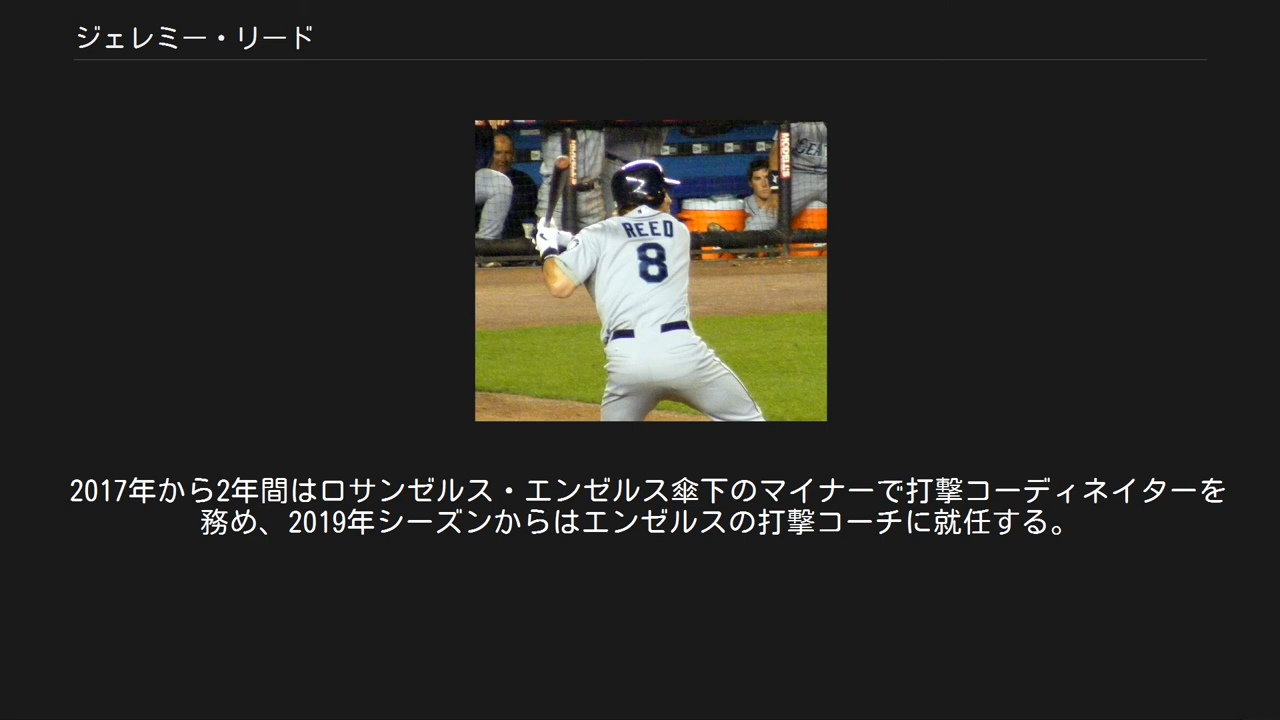 ジェレミー・リード
REED
8
2017年から2年間はロサンゼルス・エンゼルス傘下のマイナーで打撃コーディネイターを
務め、2019年シーズンからはエンゼルスの打撃コーチに就任する。